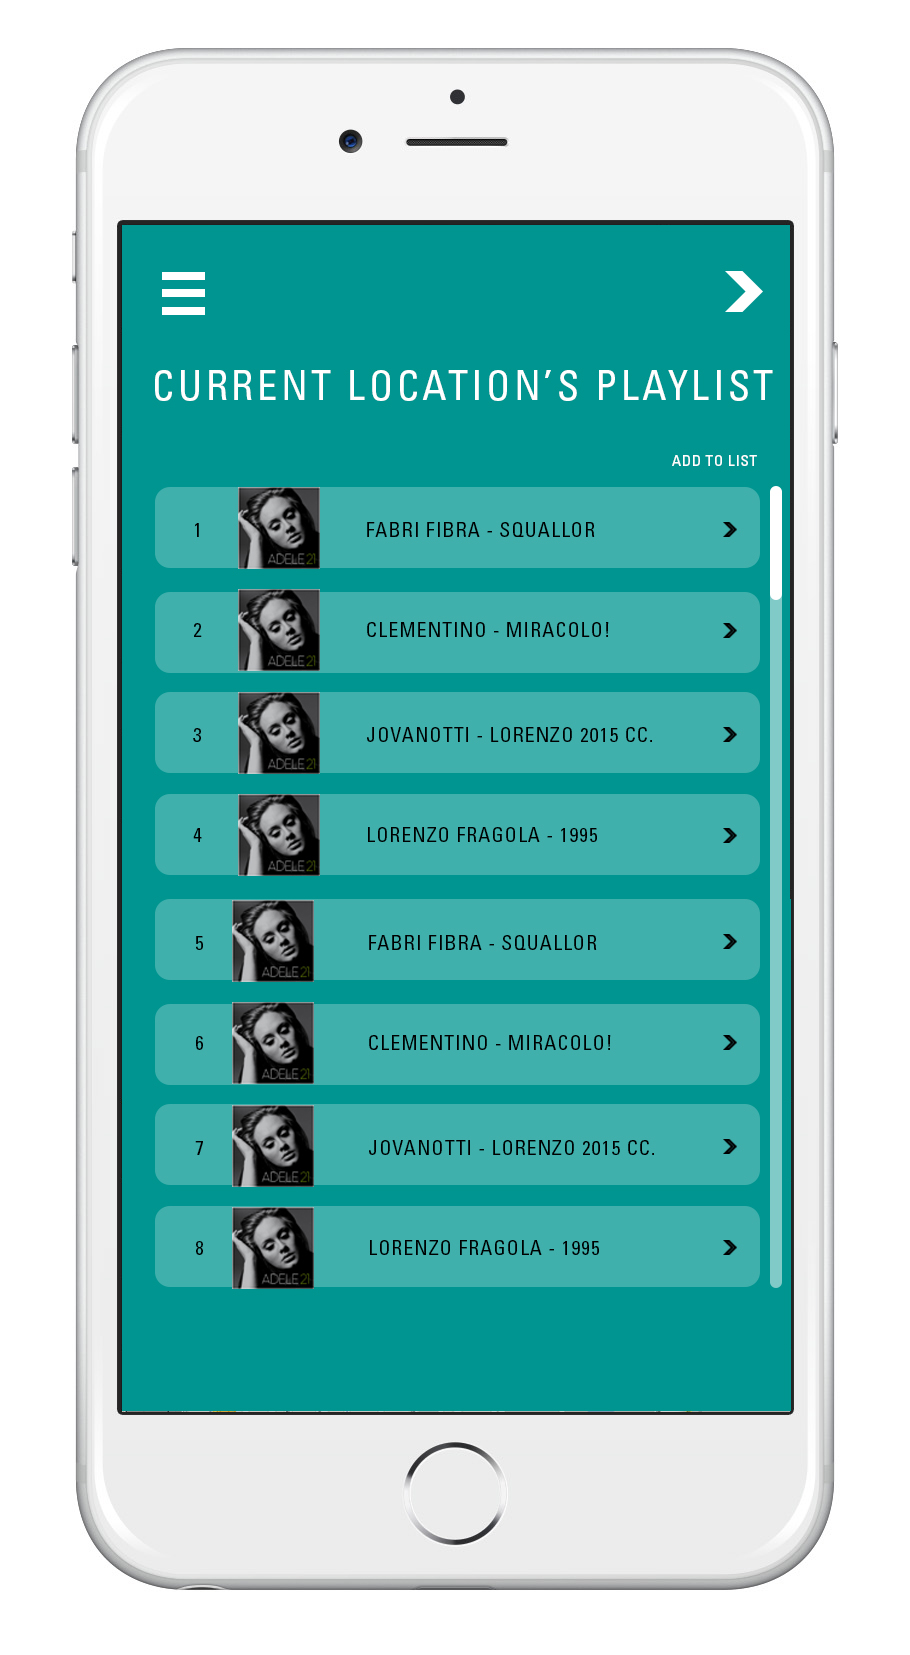 CURRENT LOCATION’S PLAYLIST
ADD TO LIST
1 ADELE 21 FABRI FIBRA - SQUALLOR
2 ADELE 21 CLEMENTINO - MIRACOLO!
3 ADELE 21 JOVANOTTI - LORENZO 2015 CC.
4 ADELE 21 LORENZO FRAGOLA - 1995
5 ADELE 21 FABRI FIBRA - SQUALLOR
6 ADELE 21 CLEMENTINO - MIRACOLO!
7 ADELE 21 JOVANOTTI - LORENZO 2015 CC.
8 ADELE 21 LORENZO FRAGOLA - 1995